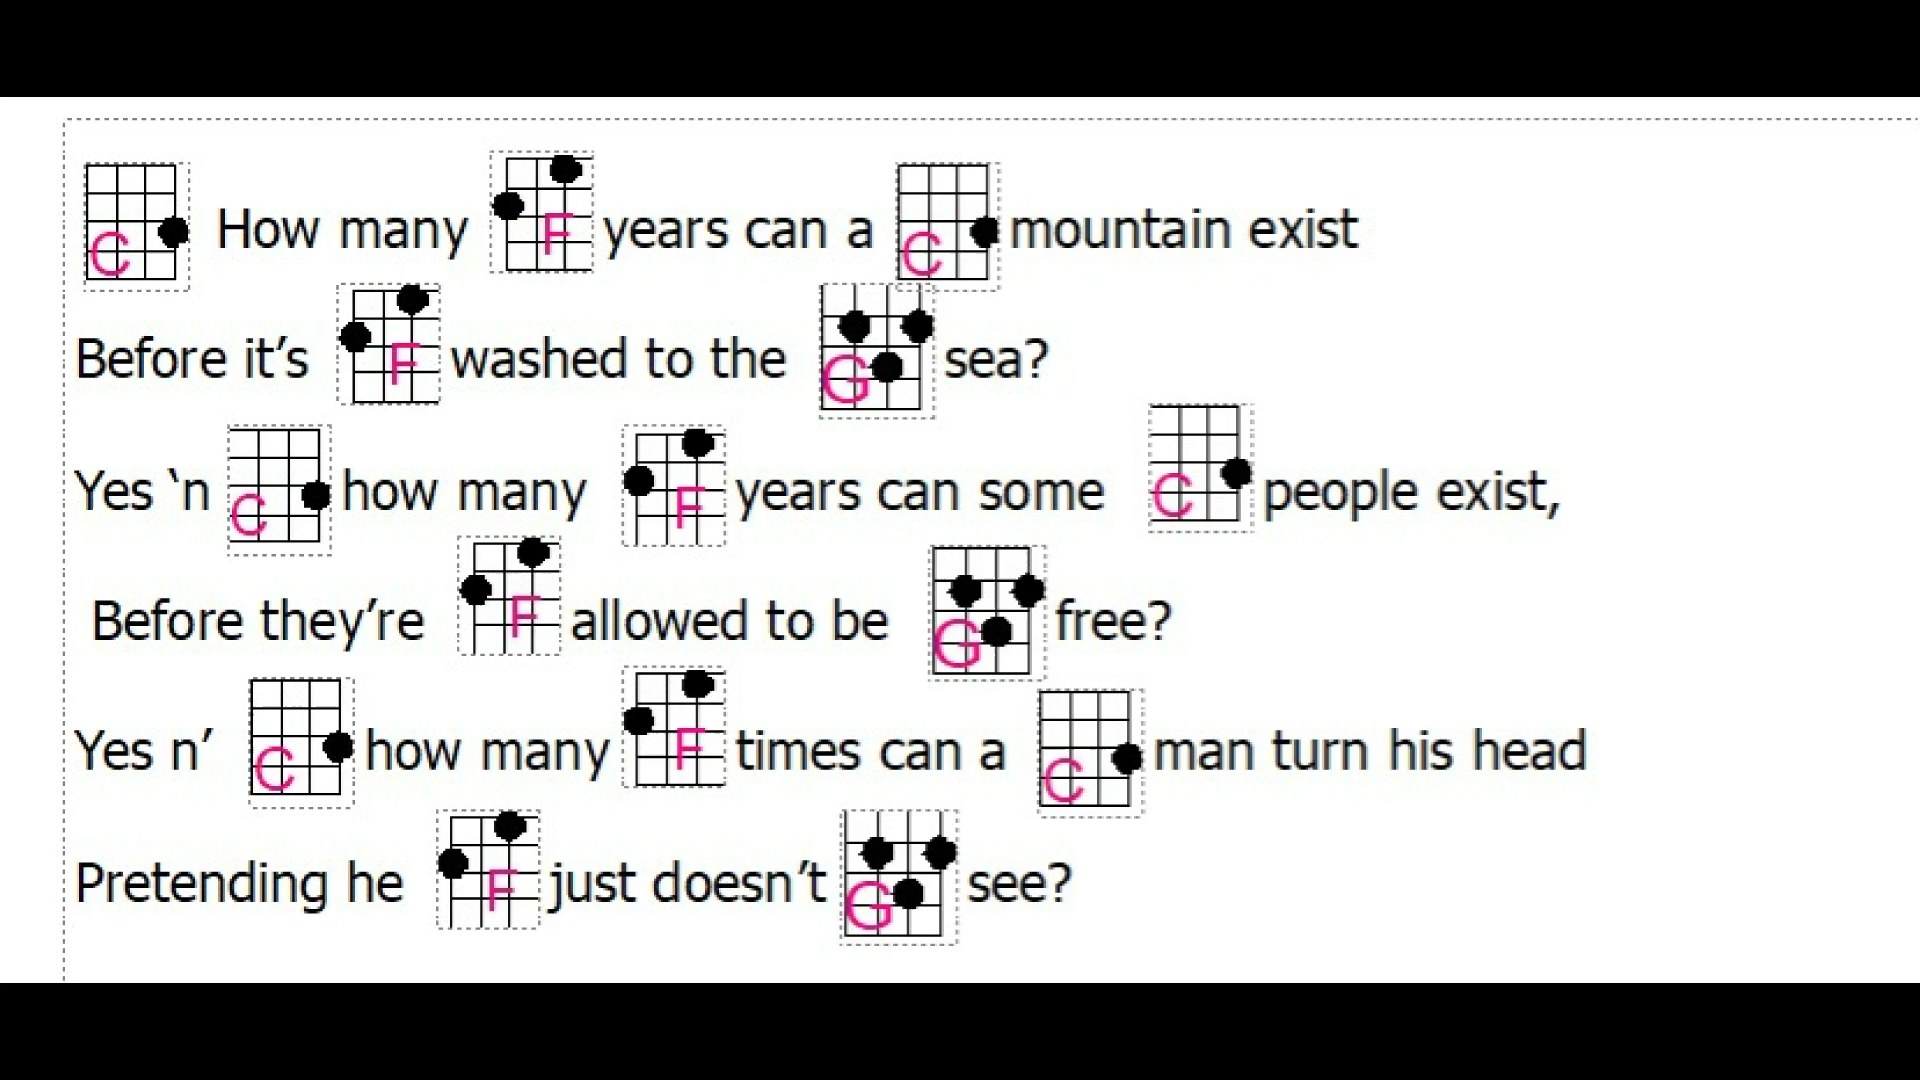 C How many F years can a C mountain exist
Before it’s F washed to the G sea?
Yes ‘n C how many F years can some C people exist,
Before they’re F allowed to be G free?
Yes n’ C how many F times can a C man turn his head
Pretending he F just doesn’t G see?